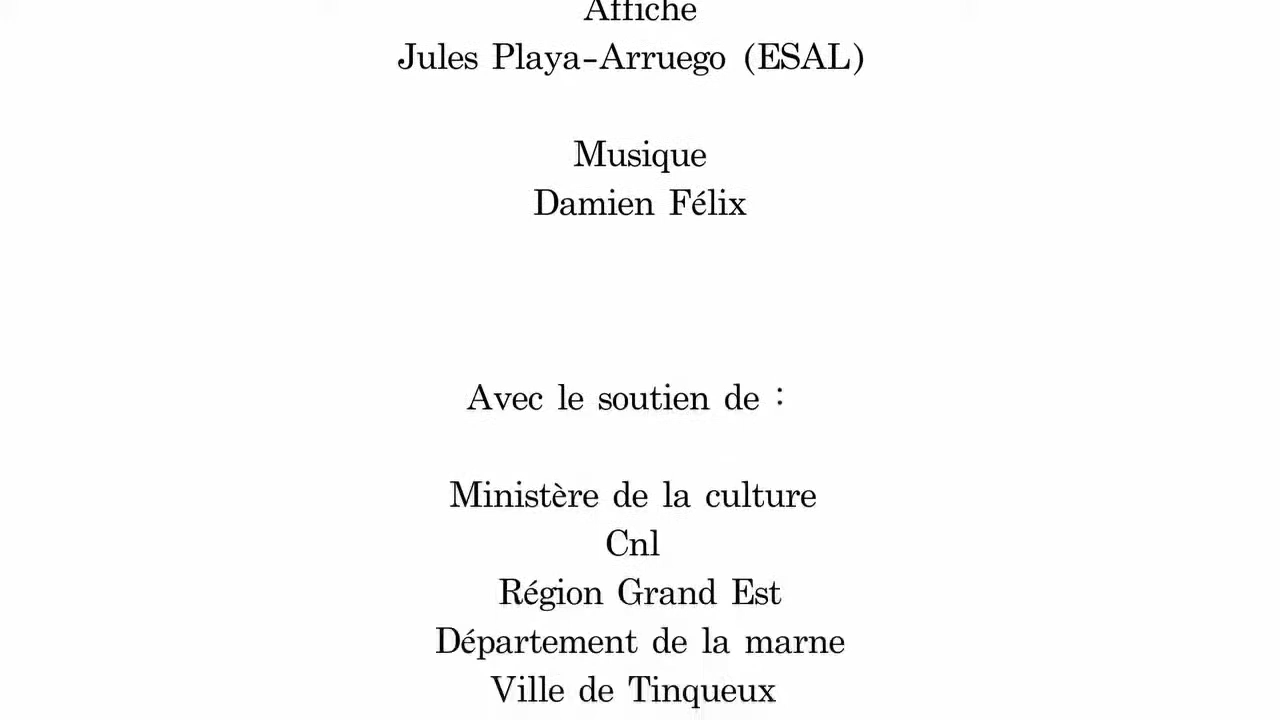 Affiche
Jules Playa-Arruego (ESAL)
Musique
Damien Félix
Avec le soutien de :
Ministère de la culture
Cnl
Région Grand Est
Département de la marne
Ville de Tinqueux